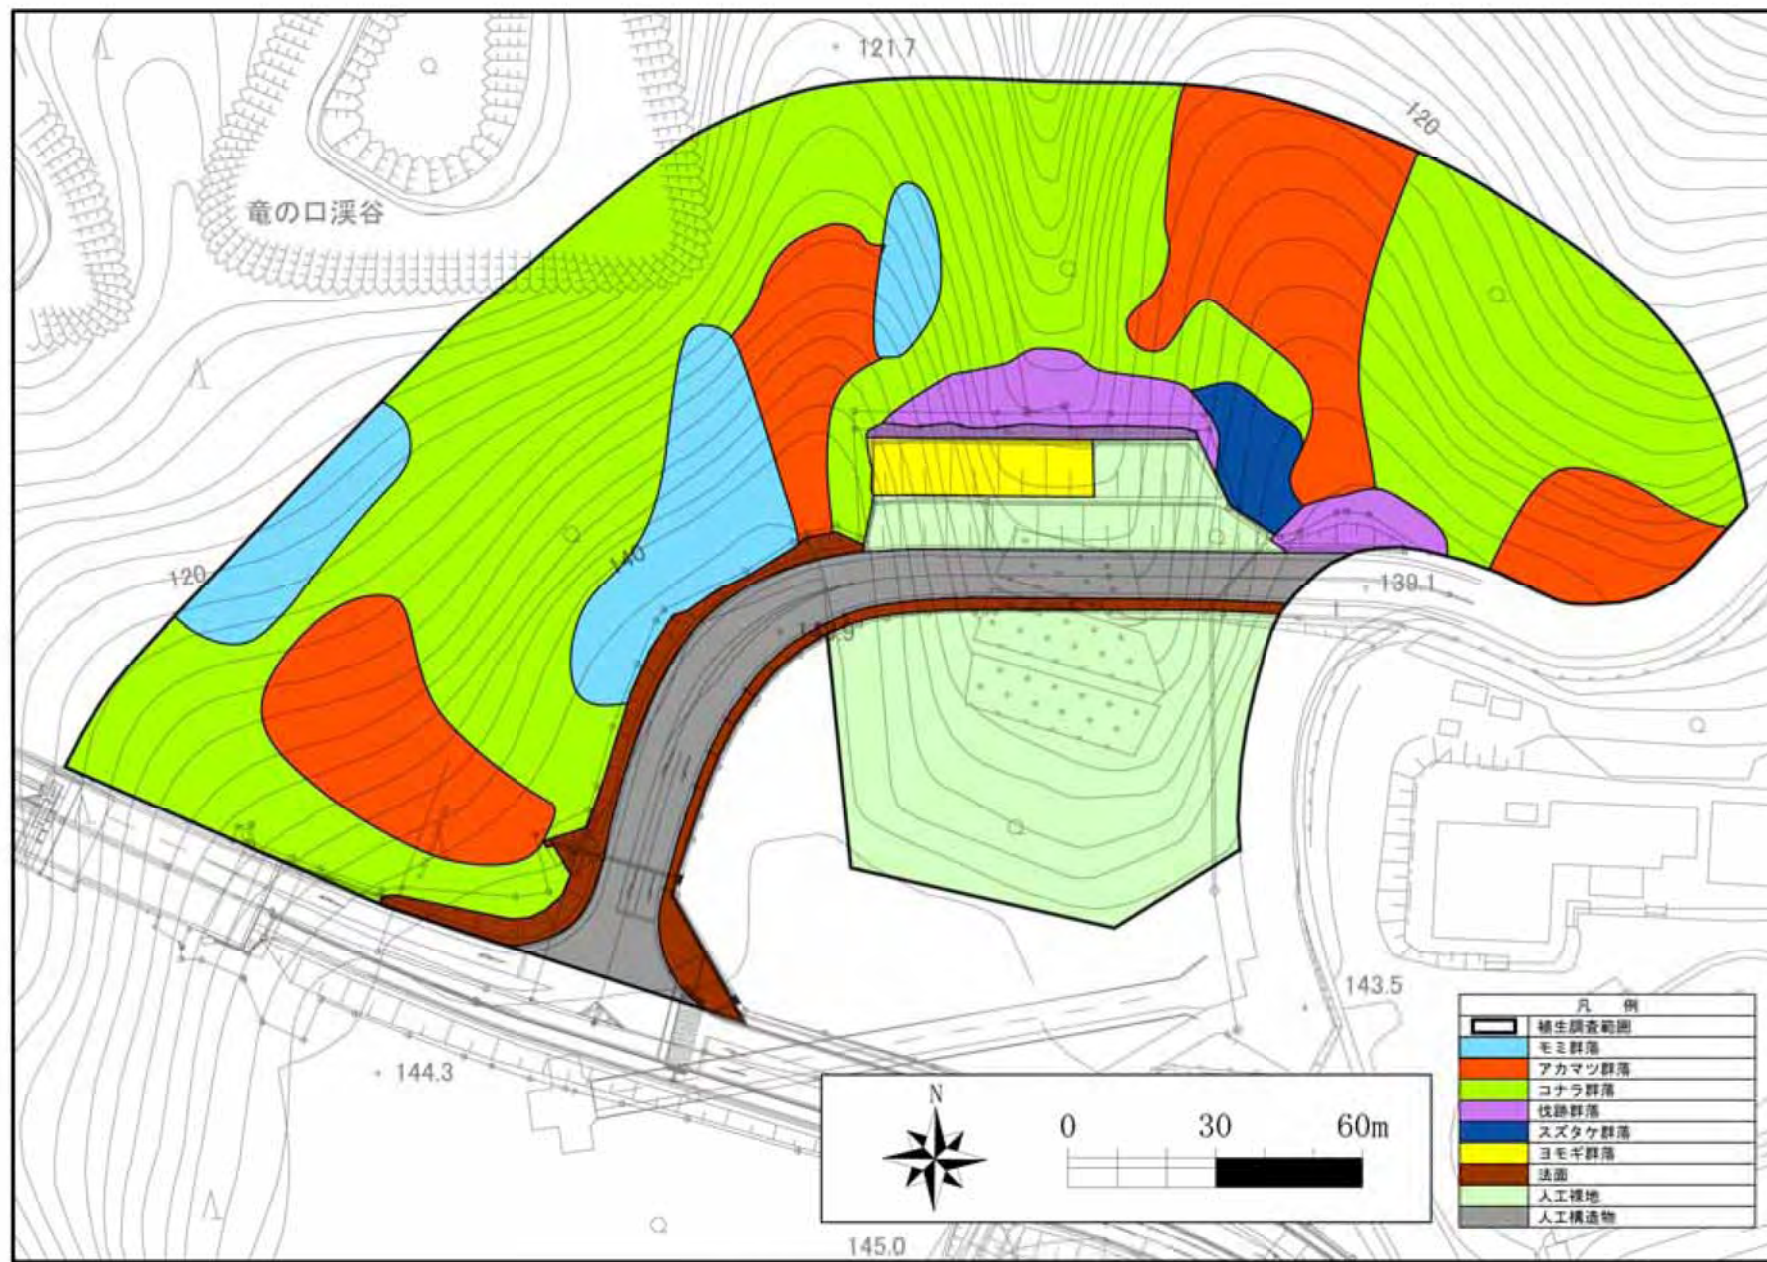 121.7
120
竜の口渓谷
120
140
139.1
143.5
144.3
145.0
N
0 30 60m
凡 例
植生調査範囲
モミ群落
アカマツ群落
コナラ群落
伐跡群落
スズタケ群落
ヨモギ群落
法面
人工裸地
人工構造物